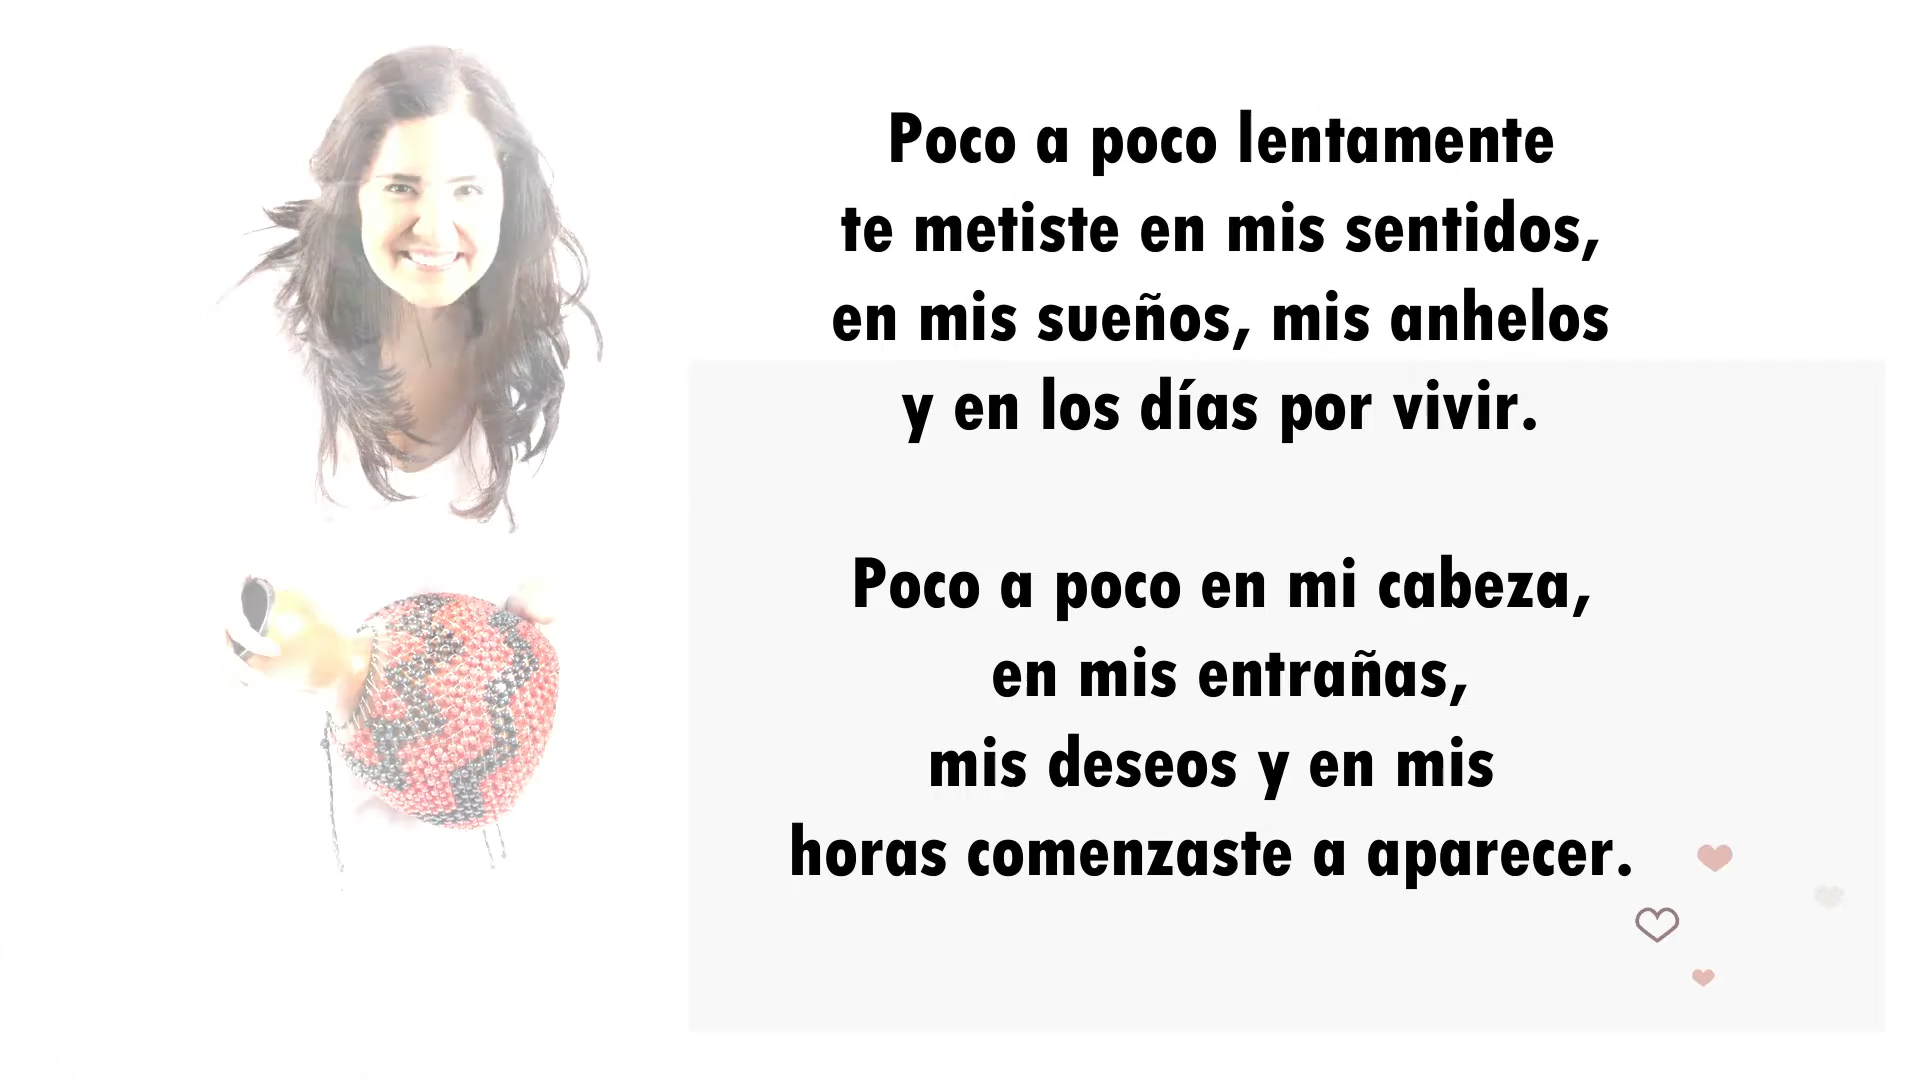 Poco a poco lentamente
te metiste en mis sentidos,
en mis sueños, mis anhelos
y en los días por vivir.
Poco a poco en mi cabeza,
en mis entrañas,
mis deseos y en mis
horas comenzaste a aparecer.